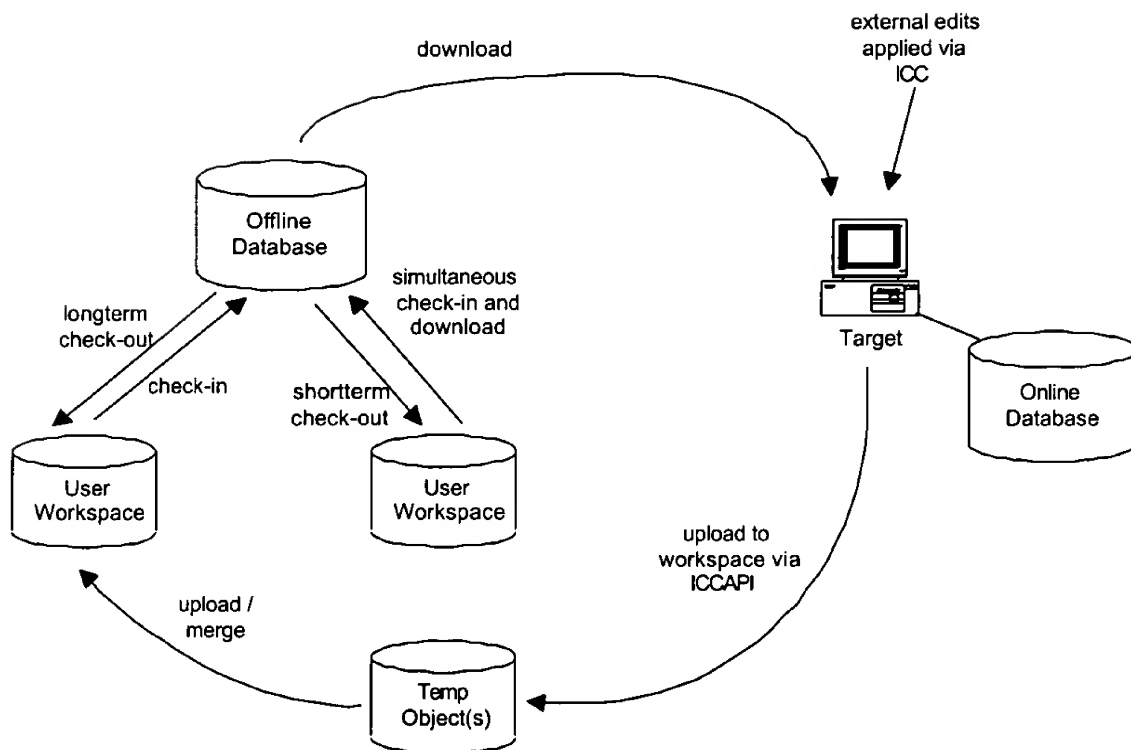 download
external edits
applied via
ICC
Offline
Database
simultaneous
check-in and
download
longterm
check-out
check-in
shortterm
check-out
Target
Online
Database
User
Workspace
User
Workspace
upload to
workspace via
ICCAPI
upload /
merge
Temp
Object(s)